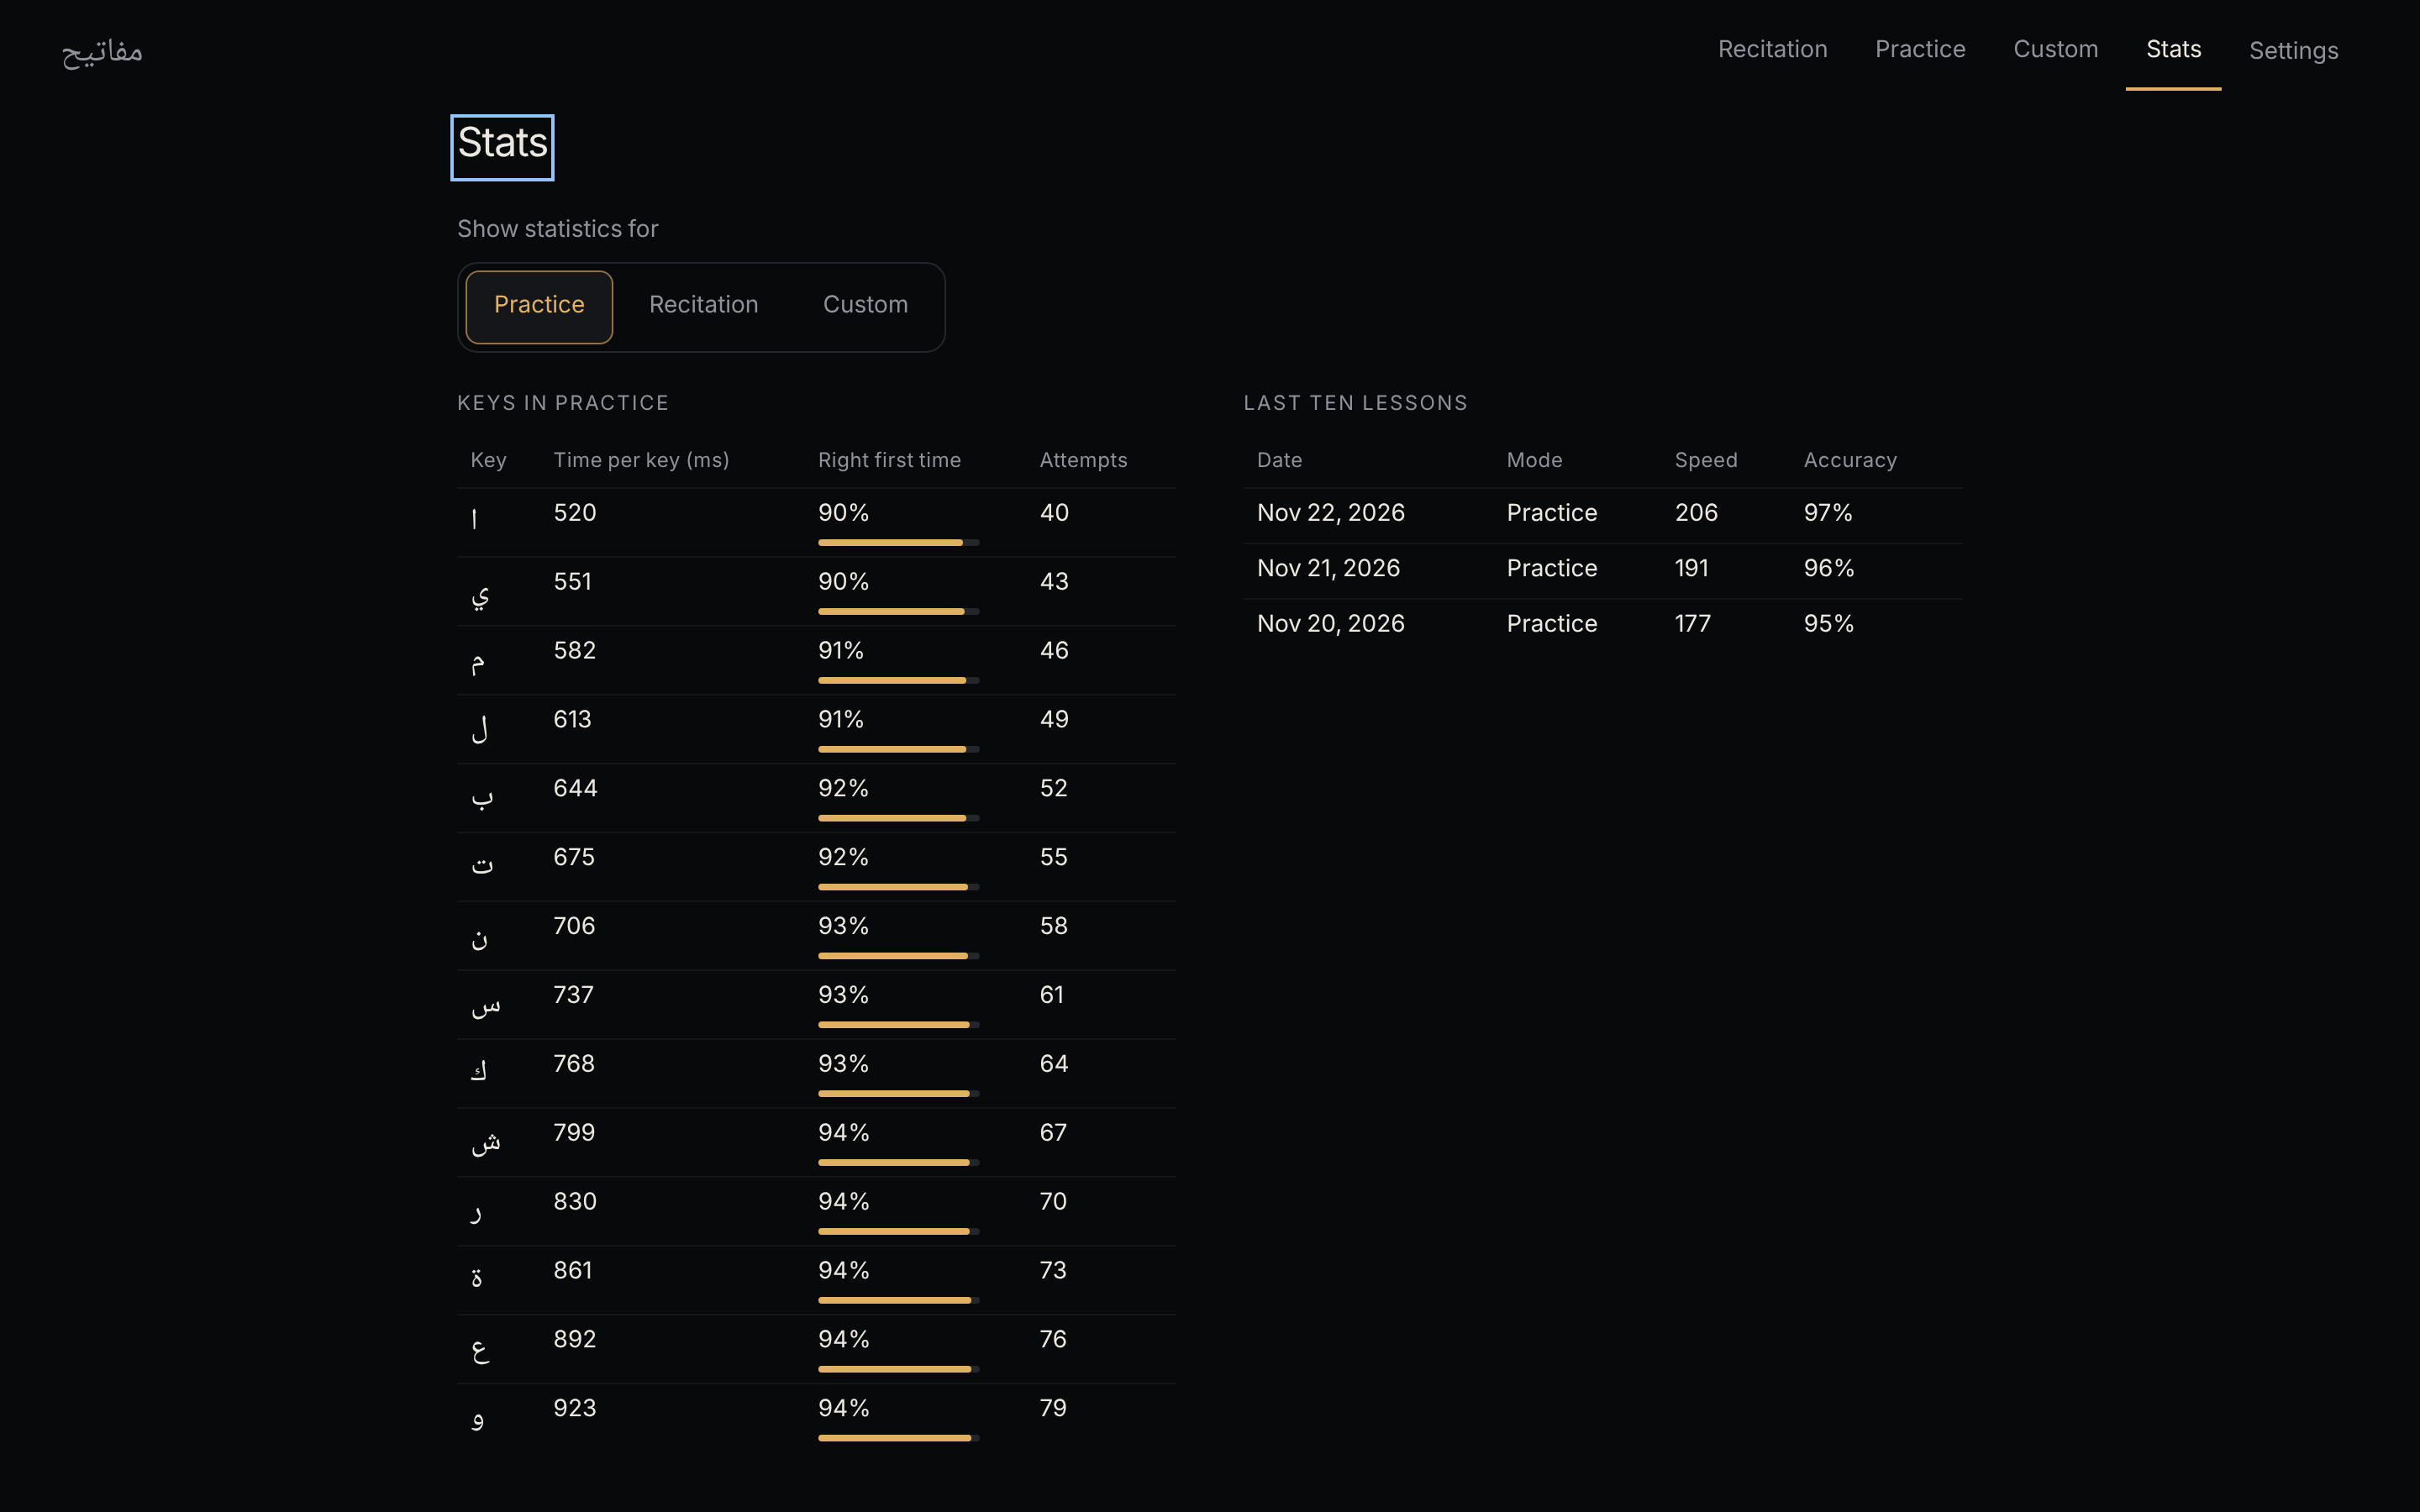 مفاتيح
Recitation Practice Custom Stats Settings
Stats
Show statistics for
Practice Recitation Custom
KEYS IN PRACTICE
Key Time per key (ms) Right first time Attempts
ا 520 90% 40
ي 551 90% 43
م 582 91% 46
ل 613 91% 49
ب 644 92% 52
ت 675 92% 55
ن 706 93% 58
س 737 93% 61
ك 768 93% 64
ش 799 94% 67
ر 830 94% 70
ة 861 94% 73
ع 892 94% 76
و 923 94% 79
LAST TEN LESSONS
Date Mode Speed Accuracy
Nov 22, 2026 Practice 206 97%
Nov 21, 2026 Practice 191 96%
Nov 20, 2026 Practice 177 95%